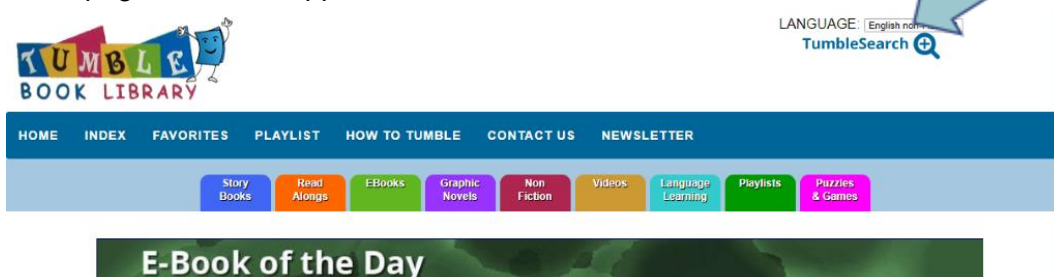 LANGUAGE: English non
TumbleSearch
TUMBLE
BOOK LIBRARY
HOME INDEX FAVORITES PLAYLIST HOW TO TUMBLE CONTACT US NEWSLETTER
Story Books Read Alongs EBooks Graphic Novels Non Fiction Videos Language Learning Playlists Puzzles & Games
E-Book of the Day